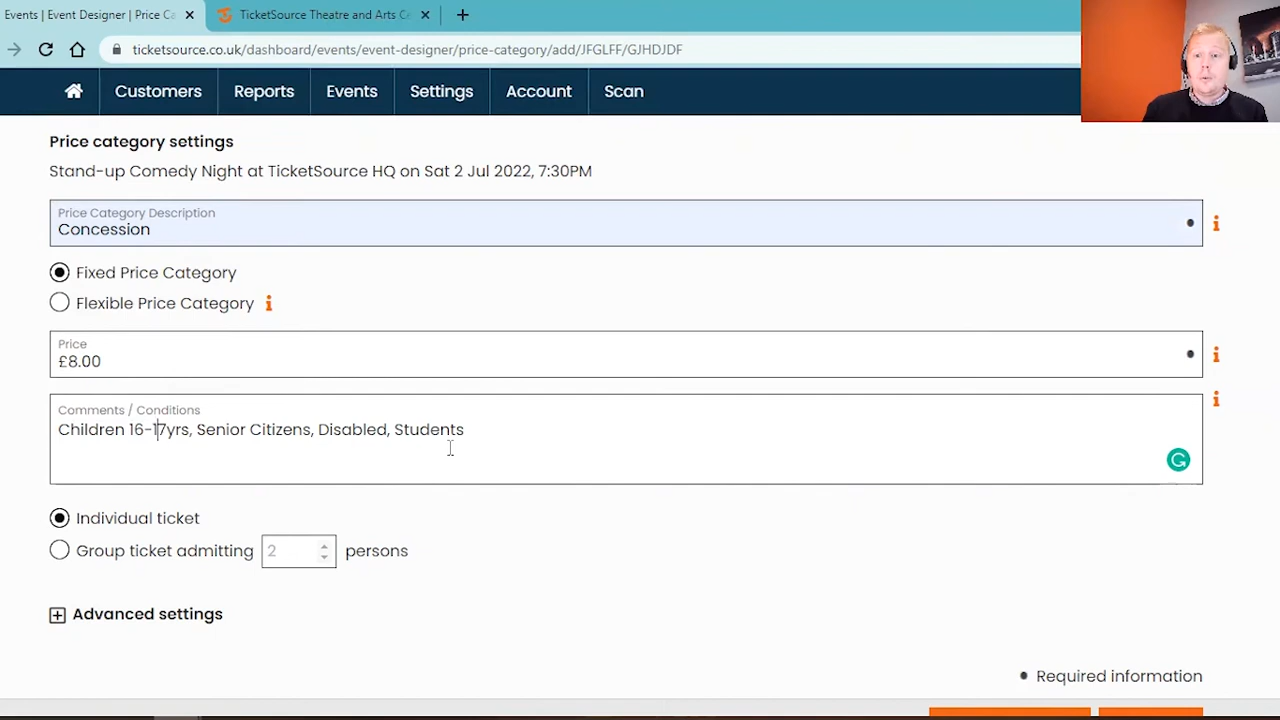 Events | Event Designer | Price Ca
TicketSource Theatre and Arts Ce
ticketsource.co.uk/dashboard/events/event-designer/price-category/add/JFGLFF/GJHDJDF
Customers Reports Events Settings Account Scan
Price category settings
Stand-up Comedy Night at TicketSource HQ on Sat 2 Jul 2022, 7:30PM
Price Category Description
Concession
Fixed Price Category
Flexible Price Category
Price
£8.00
Comments / Conditions
Children 16-17yrs, Senior Citizens, Disabled, Students
Individual ticket
Group ticket admitting 2 persons
Advanced settings
Required information